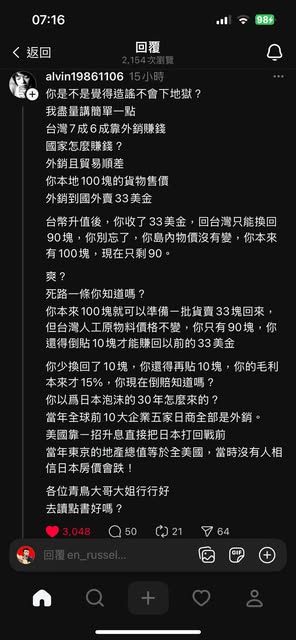 07:16
98
返回
回覆
2,154次瀏覽
alvin19861106 15小時
你是不是覺得造謠不會下地獄？
我盡量講簡單一點
台灣7成6成靠外銷賺錢
國家怎麼賺錢？
外銷且貿易順差
你本地100塊的貨物售價
外銷到國外賣33美金
台幣升值後，你收了33美金，回台灣只能換回
90塊，你別忘了，你島內物價沒有變，你本來
有100塊，現在只剩90。
爽？
死路一條你知道嗎？
你本來100塊就可以準備一批貨賣33塊回來，
但台灣人工原物料價格不變，你只有90塊，你
還得倒貼10塊才能賺回以前的33美金
你少換回了10塊，你還得再貼10塊，你的毛利
本來才15%，你現在倒賠知道嗎？
你以爲日本泡沫的30年怎麼來的？
當年全球前10大企業五家日商全部是外銷。
美國靠一招升息直接把日本打回戰前
當年東京的地產總值等於全美國，當時沒有人相
信日本房價會跌！
各位青鳥大哥大姐行行好
去讀點書好嗎？
3,048 50 21 64
回覆 en_russel...
GIF